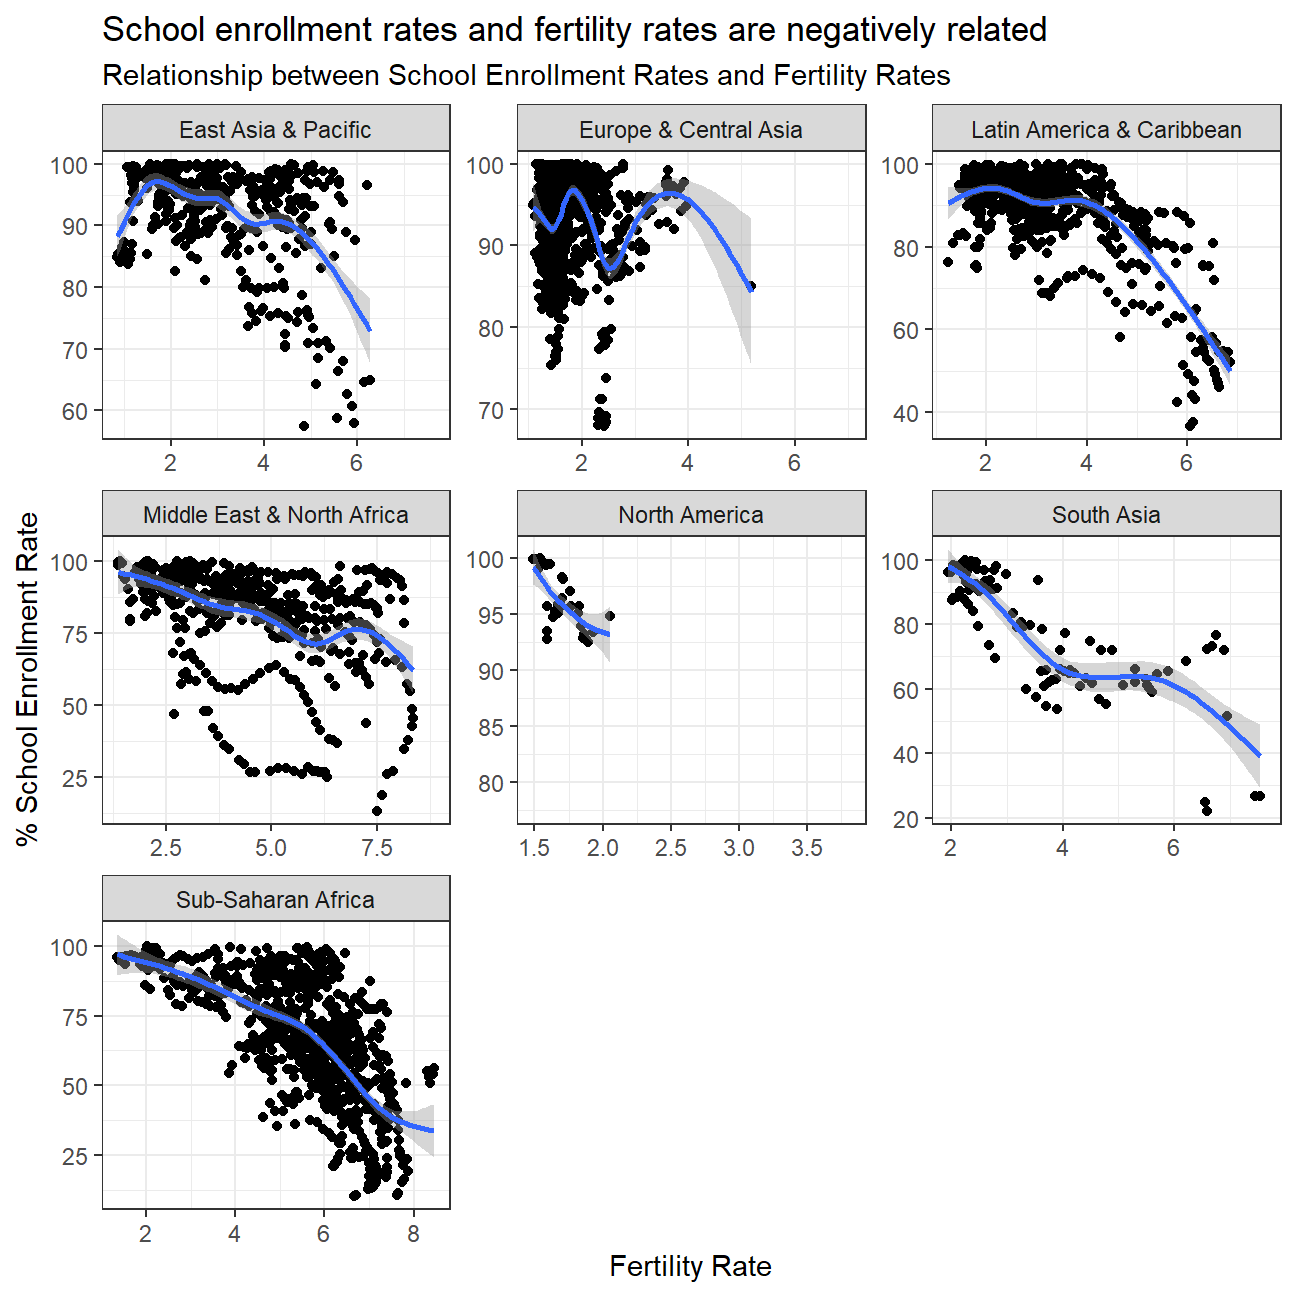 School enrollment rates and fertility rates are negatively related
Relationship between School Enrollment Rates and Fertility Rates
East Asia & Pacific
100
90
80
70
60
2 4 6
Europe & Central Asia
100
90
80
70
2 4 6
Latin America & Caribbean
100
80
60
40
2 4 6
% School Enrollment Rate
Middle East & North Africa
100
75
50
25
2.5 5.0 7.5
North America
100
95
90
85
80
1.5 2.0 2.5 3.0 3.5
South Asia
100
80
60
40
20
2 4 6
Sub-Saharan Africa
100
75
50
25
2 4 6 8
Fertility Rate